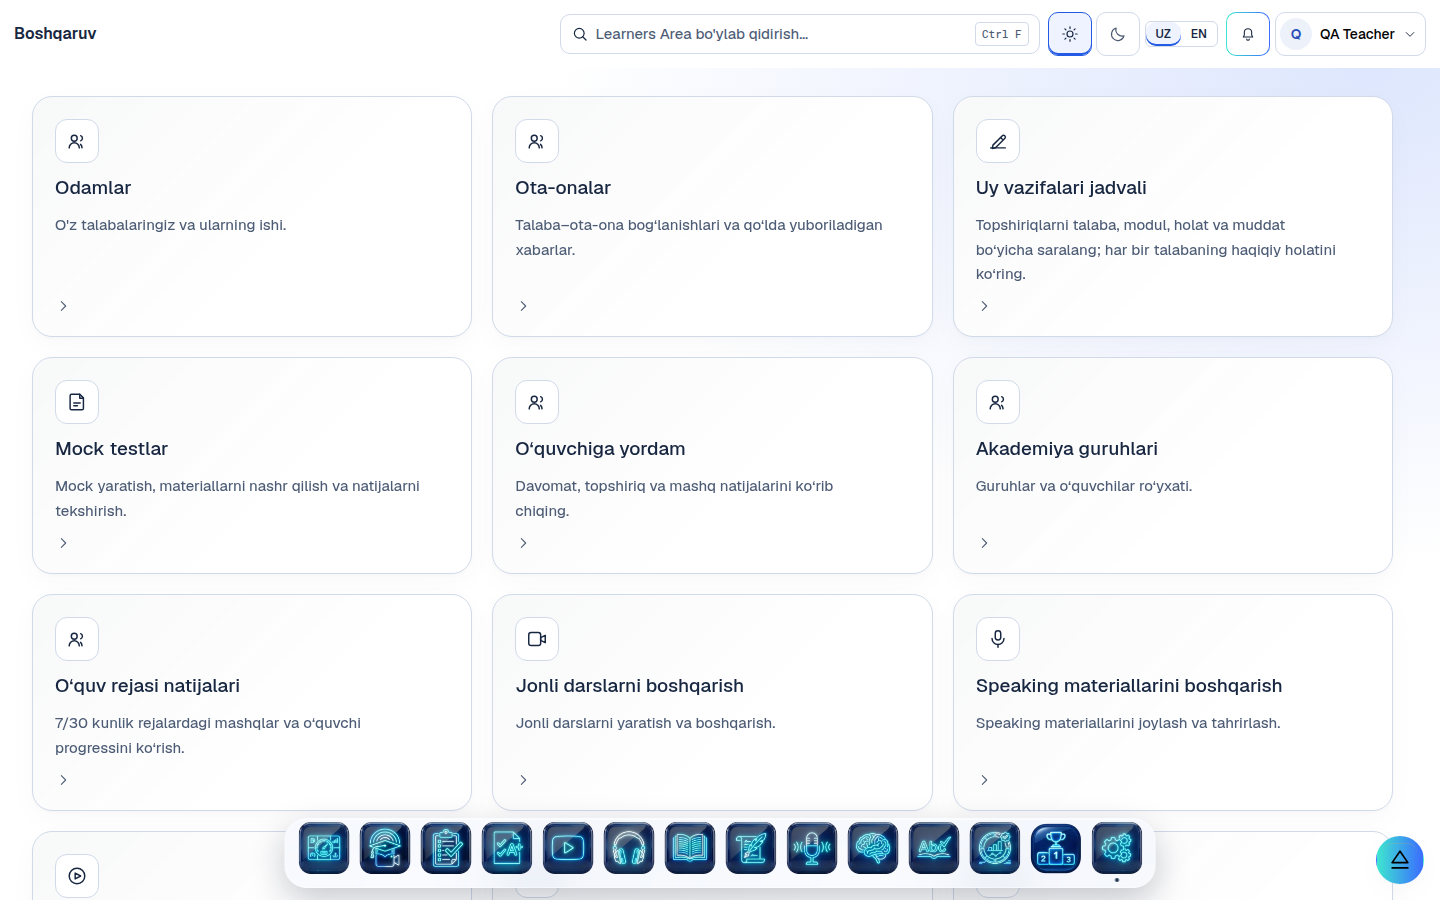 Boshqaruv
Learners Area bo'ylab qidirish...
Ctrl F
UZ
EN
Q
QA Teacher
Odamlar
O'z talabalaringiz va ularning ishi.
Ota-onalar
Talaba–ota-ona bog‘lanishlari va qo‘lda yuboriladigan
xabarlar.
Uy vazifalari jadvali
Topshiriqlarni talaba, modul, holat va muddat
bo‘yicha saralang; har bir talabaning haqiqiy holatini
ko‘ring.
Mock testlar
Mock yaratish, materiallarni nashr qilish va natijalarni
tekshirish.
O‘quvchiga yordam
Davomat, topshiriq va mashq natijalarini ko‘rib
chiqing.
Akademiya guruhlari
Guruhlar va o‘quvchilar ro‘yxati.
O‘quv rejasi natijalari
7/30 kunlik rejalardagi mashqlar va o‘quvchi
progressini ko‘rish.
Jonli darslarni boshqarish
Jonli darslarni yaratish va boshqarish.
Speaking materiallarini boshqarish
Speaking materiallarini joylash va tahrirlash.
A+
Abc
2 1 3